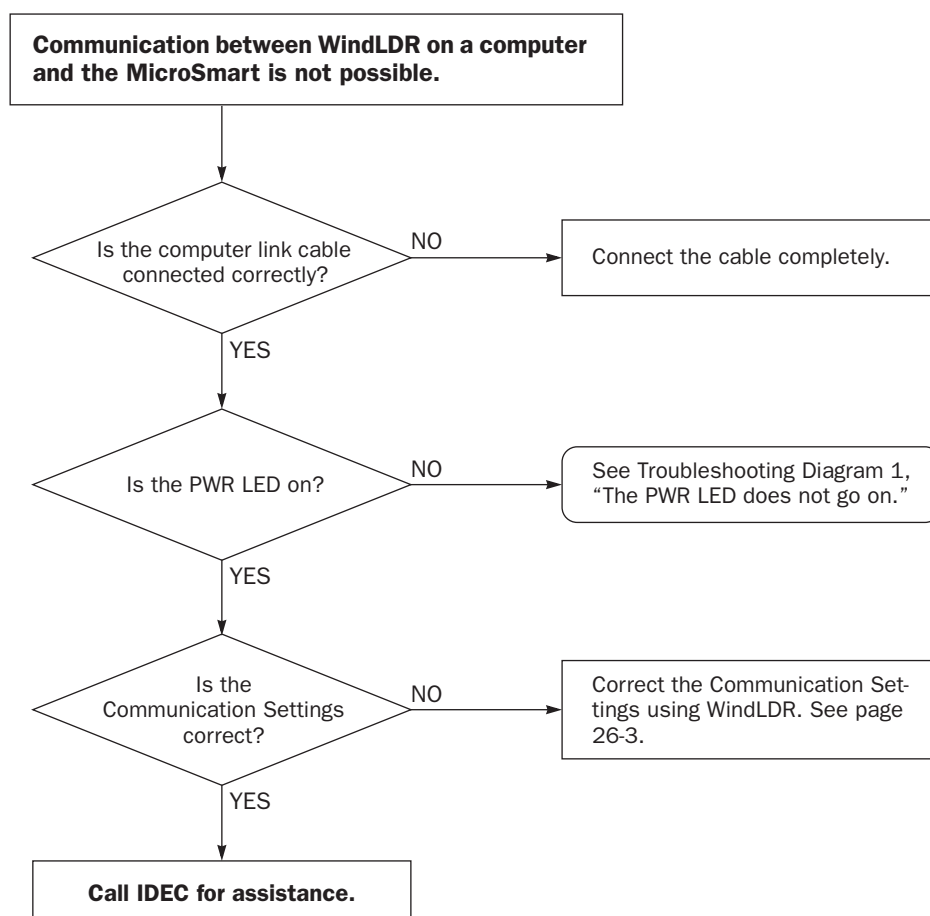 Communication between WindLDR on a computer
and the MicroSmart is not possible.
Is the computer link cable
connected correctly?
NO
Connect the cable completely.
YES
Is the PWR LED on?
NO
See Troubleshooting Diagram 1,
“The PWR LED does not go on.”
YES
Is the
Communication Settings
correct?
NO
Correct the Communication Set-
tings using WindLDR. See page
26-3.
YES
Call IDEC for assistance.